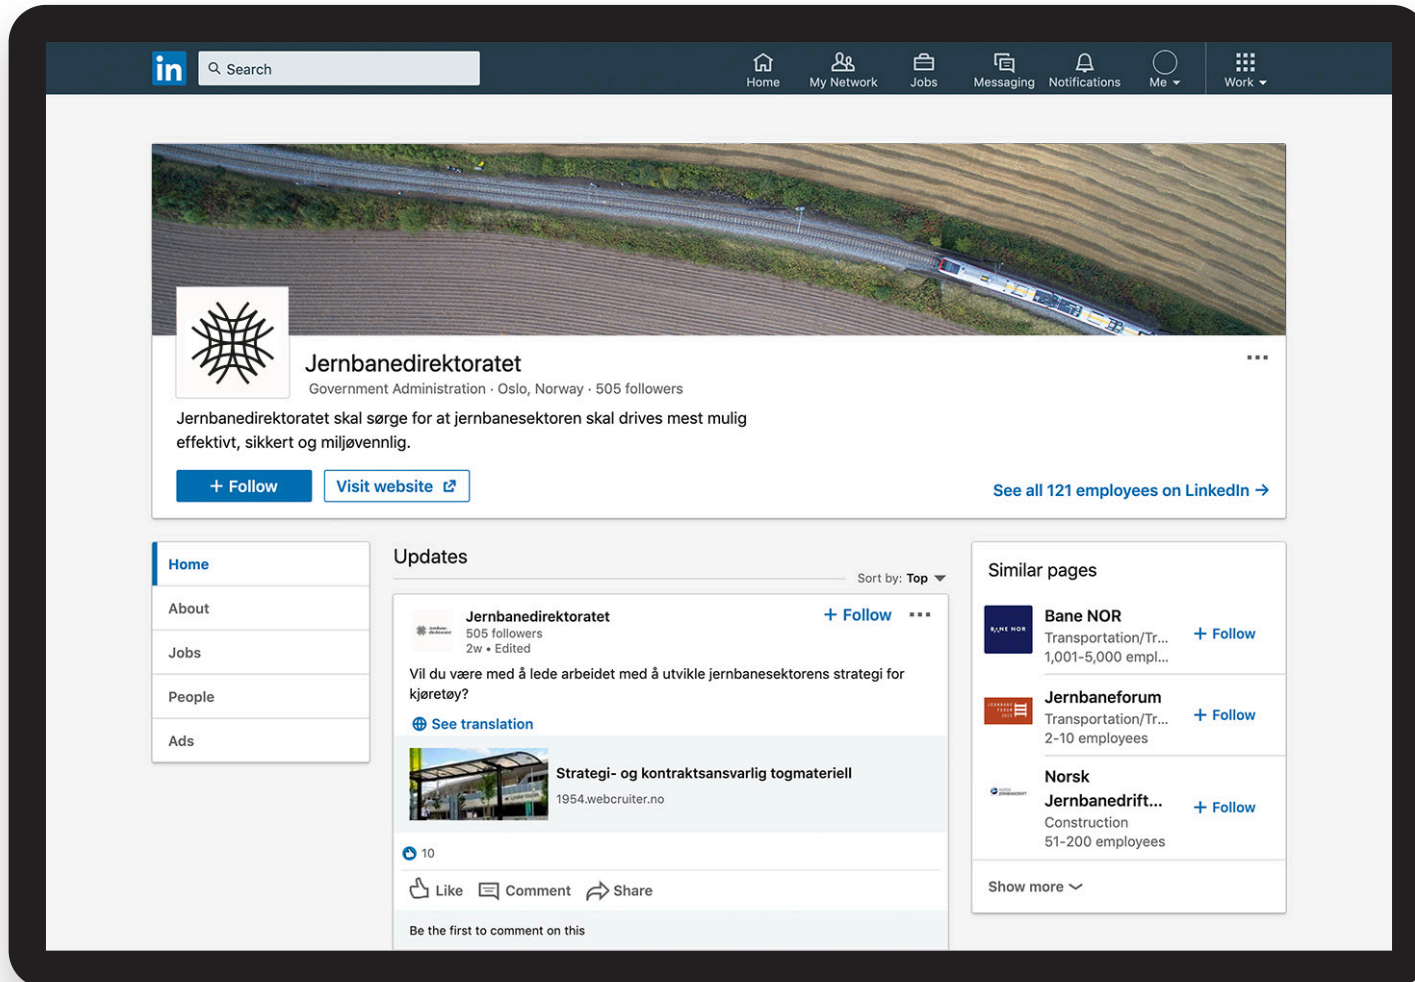 in
Search
Home
My Network
Jobs
Messaging
Notifications
Me
Work
Jernbanedirektoratet
Government Administration · Oslo, Norway · 505 followers
Jernbanedirektoratet skal sørge for at jernbanesektoren skal drives mest mulig
effektivt, sikkert og miljøvennlig.
+ Follow
Visit website
See all 121 employees on LinkedIn →
Home
About
Jobs
People
Ads
Updates
Sort by: Top
Jernbanedirektoratet
505 followers
2w • Edited
+ Follow
Vil du være med å lede arbeidet med å utvikle jernbanesektorens strategi for
kjøretøy?
See translation
Strategi- og kontraktsansvarlig togmateriell
1954.webcruiter.no
10
Like
Comment
Share
Be the first to comment on this
Similar pages
BANE NOR
Bane NOR
Transportation/Tr...
1,001-5,000 empl...
+ Follow
Jernbaneforum
Transportation/Tr...
2-10 employees
+ Follow
Norsk
Jernbanedrift...
Construction
51-200 employees
+ Follow
Show more